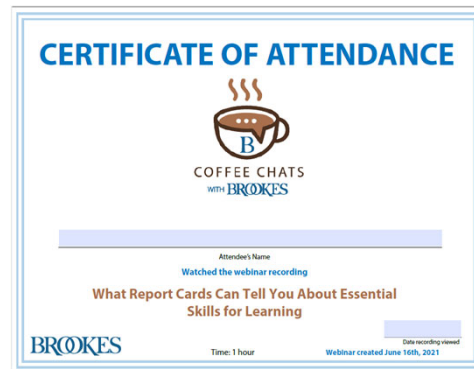 CERTIFICATE OF ATTENDANCE
B
COFFEE CHATS
WITH BROOKES
Attendee's Name
Watched the webinar recording
What Report Cards Can Tell You About Essential
Skills for Learning
BROOKES
Time: 1 hour
Date recording viewed
Webinar created June 16th, 2021